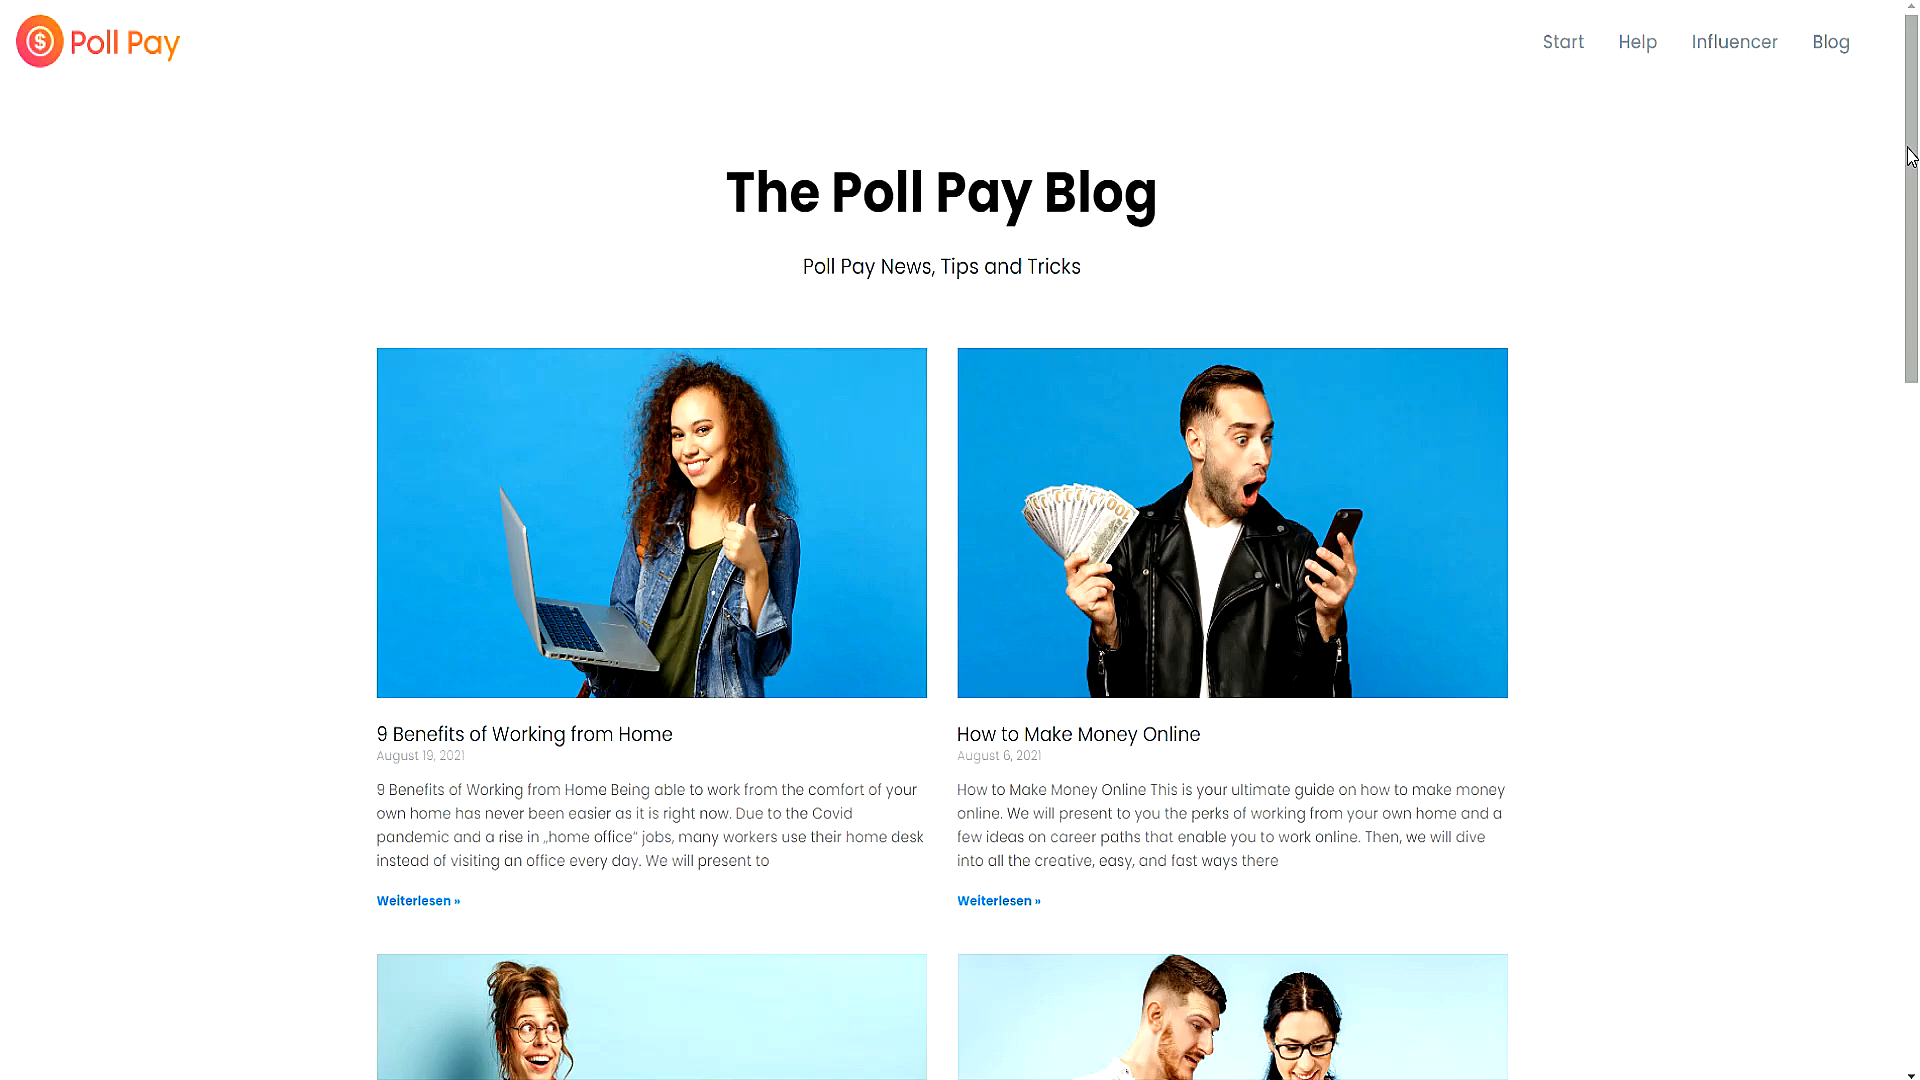 $ Poll Pay
Start Help Influencer Blog
The Poll Pay Blog
Poll Pay News, Tips and Tricks
100
9 Benefits of Working from Home
August 19, 2021
9 Benefits of Working from Home Being able to work from the comfort of your
own home has never been easier as it is right now. Due to the Covid
pandemic and a rise in „home office“ jobs, many workers use their home desk
instead of visiting an office every day. We will present to
Weiterlesen »
How to Make Money Online
August 6, 2021
How to Make Money Online This is your ultimate guide on how to make money
online. We will present to you the perks of working from your own home and a
few ideas on career paths that enable you to work online. Then, we will dive
into all the creative, easy, and fast ways there
Weiterlesen »